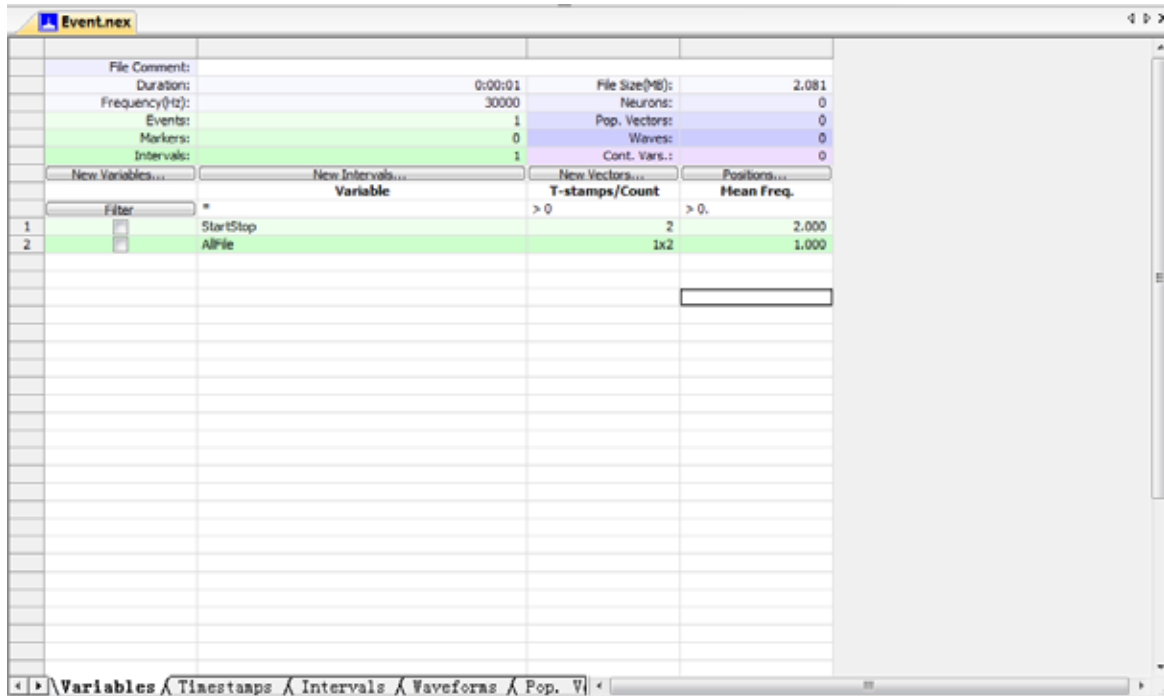 Event.nex
File Comment:
Duration: 0:00:01 File Size(MB): 2.081
Frequency(Hz): 30000 Neurons: 0
Events: 1 Pop. Vectors: 0
Markers: 0 Waves: 0
Intervals: 1 Cont. Vars.: 0
New Variables... New Intervals... New Vectors... Positions...
Variable T-stamps/Count Mean Freq.
Filter = > 0 > 0.
1 StartStop 2 2.000
2 AllFile 1x2 1.000
Variables Timestamps Intervals Waveforms Pop. V